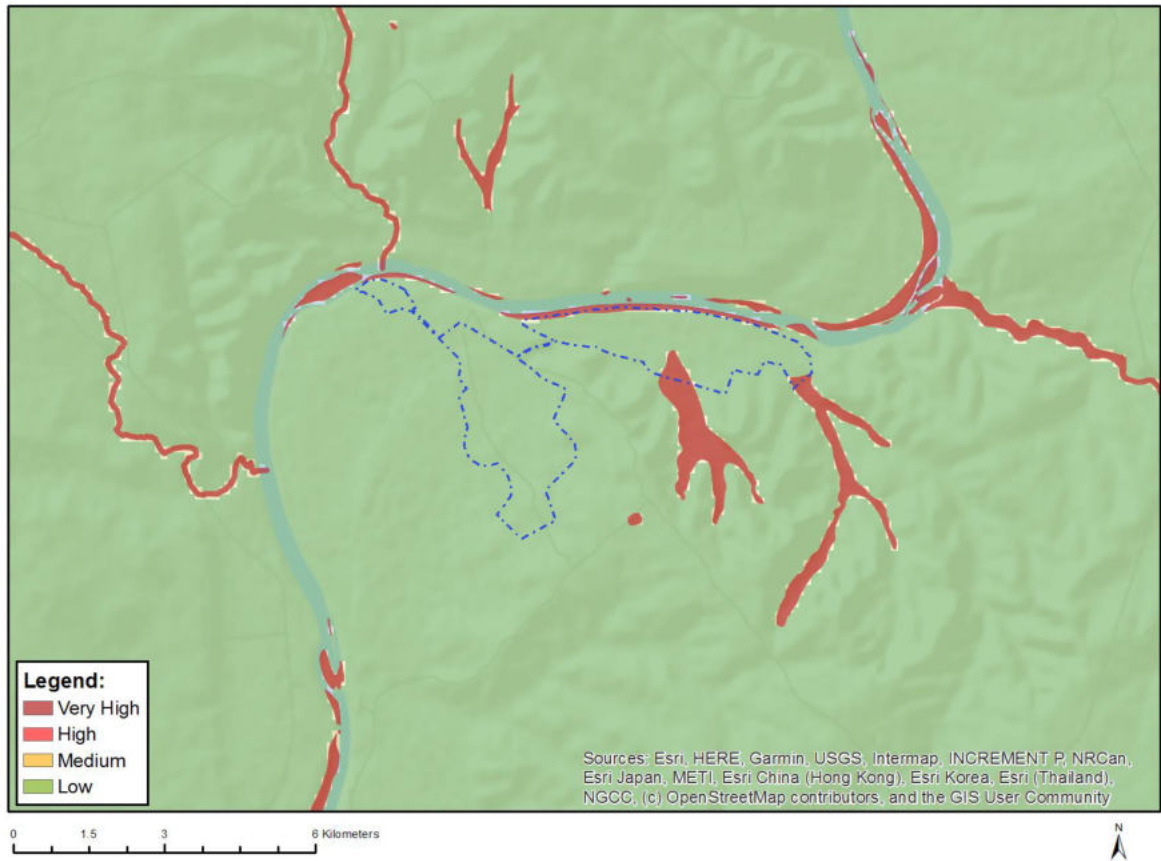 Legend:
Very High
High
Medium
Low
Sources: Esri, HERE, Garmin, USGS, Intermap, INCREMENT P, NRCan,
Esri Japan, METI, Esri China (Hong Kong), Esri Korea, Esri (Thailand),
NGCC, (c) OpenStreetMap contributors, and the GIS User Community
0 1.5 3 6 Kilometers
N